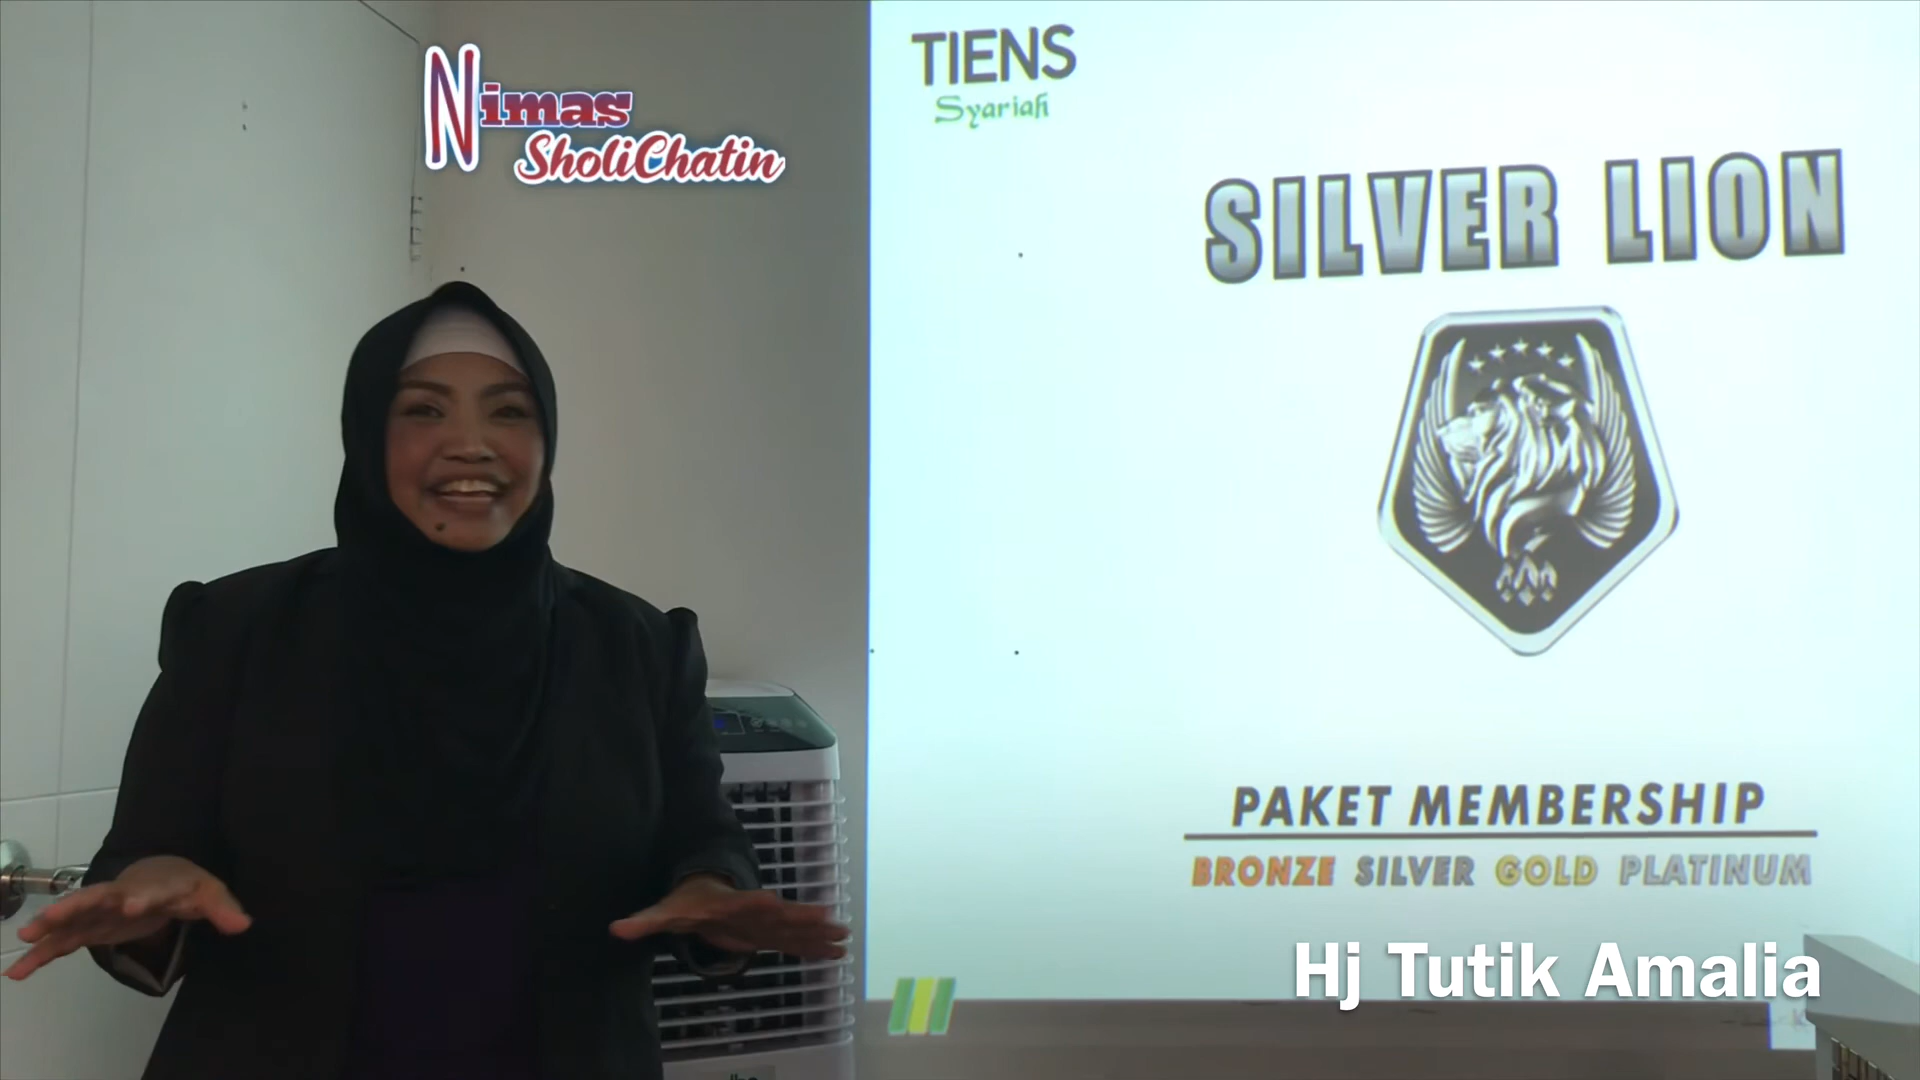 Nimas
SholiChatin
TIENS
Syariah
SILVER LION
PAKET MEMBERSHIP
BRONZE SILVER GOLD PLATINUM
Hj Tutik Amalia